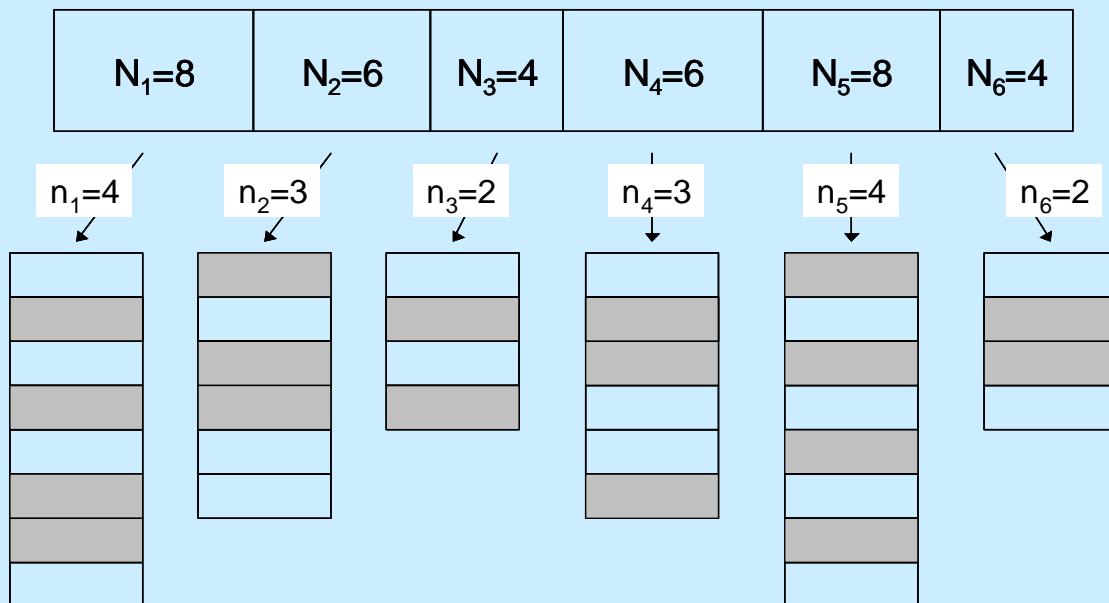 N₁=8 N₂=6 N₃=4 N₄=6 N₅=8 N₆=4
n₁=4 n₂=3 n₃=2 n₄=3 n₅=4 n₆=2